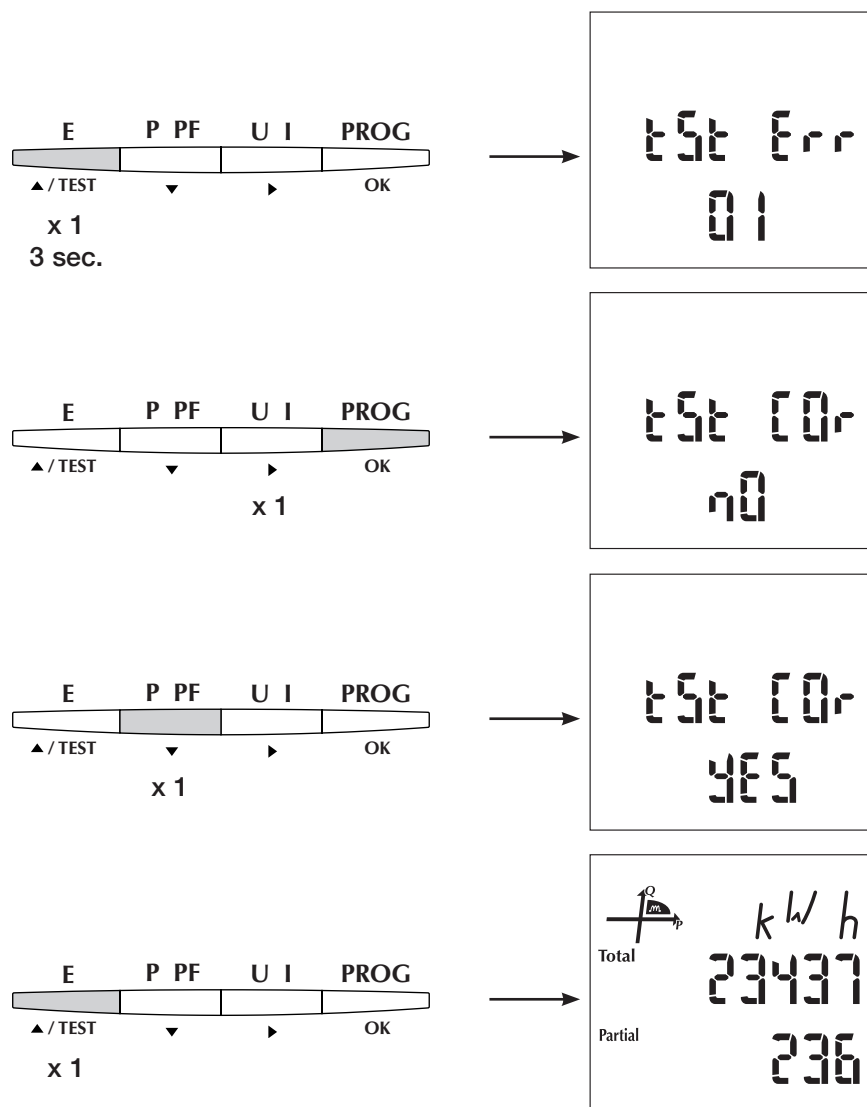 E P PF U I PROG
▲ / TEST ▼ ▶ OK
x 1
3 sec.
tSt Err
01
E P PF U I PROG
▲ / TEST ▼ ▶ OK
x 1
tSt COr
nO
E P PF U I PROG
▲ / TEST ▼ ▶ OK
x 1
tSt COr
YES
E P PF U I PROG
▲ / TEST ▼ ▶ OK
x 1
Q
m
P
kWh
Total
23437
Partial
236